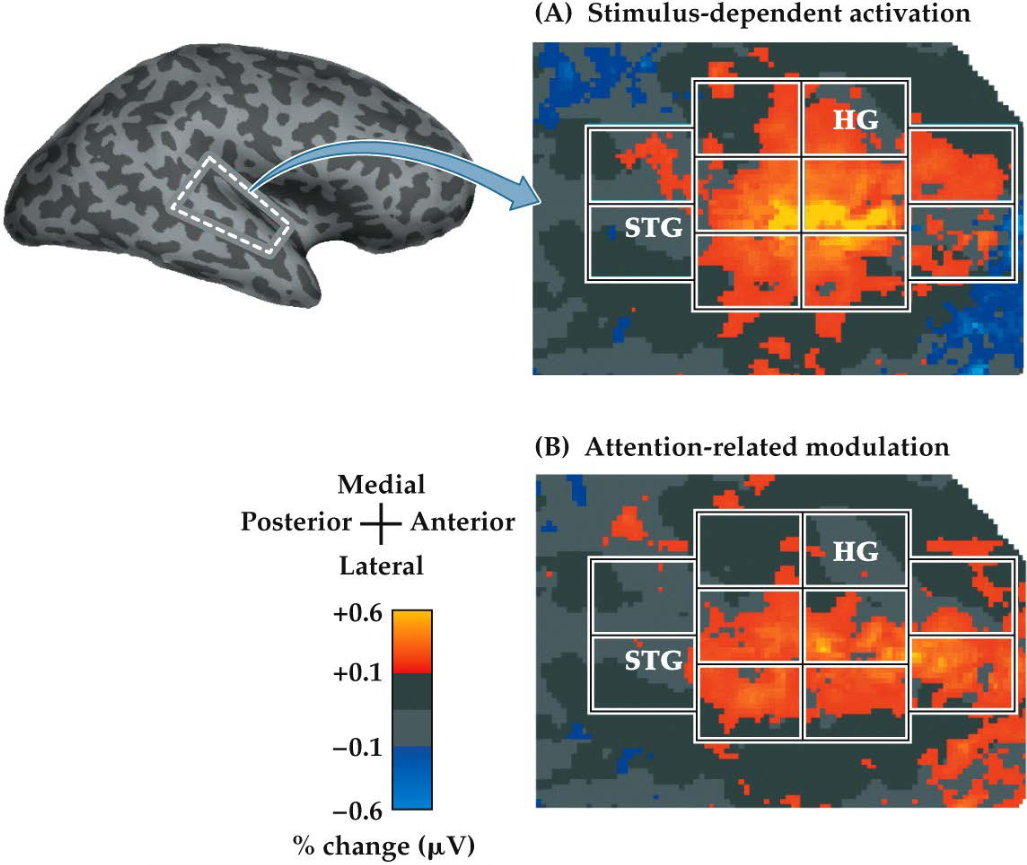 (A) Stimulus-dependent activation
HG
STG
(B) Attention-related modulation
HG
STG
Medial
Posterior Anterior
Lateral
+0.6
+0.1
−0.1
−0.6
% change (μV)